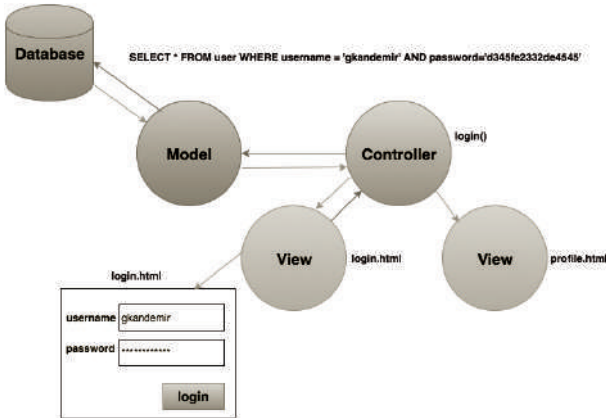 Database
SELECT * FROM user WHERE username = 'gkandemir' AND password='d345fe2332de4545'
Model
Controller
login()
View
login.html
View
profile.html
login.html
username
gkandemir
password
------------
login